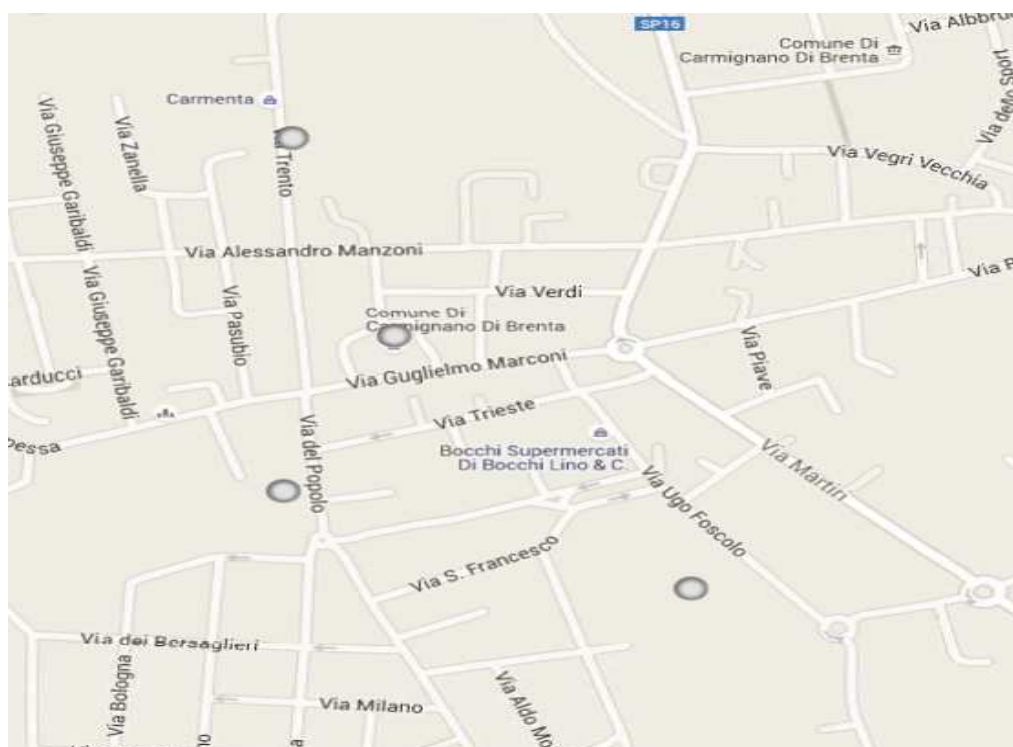 SP16
Via Albbru
Comune Di
Carmignano Di Brenta
Carmenta
Via Giuseppe Garibaldi
Via Zanella
Via Trento
Via Vegri Vecchia
Via Alessandro Manzoni
Via Giuseppe Garibaldi
Via Pasubio
Via Verdi
Comune Di
Carmignano Di Brenta
Via Guglielmo Marconi
Via Piave
arducci
Via Trieste
Via del Popolo
Bocchi Supermercati
Di Bocchi Lino & C.
Via Martiri
Via Ugo Foscolo
Via S. Francesco
Via dei Bersaglieri
Via Bologna
Via Milano
Via Aldo Mo